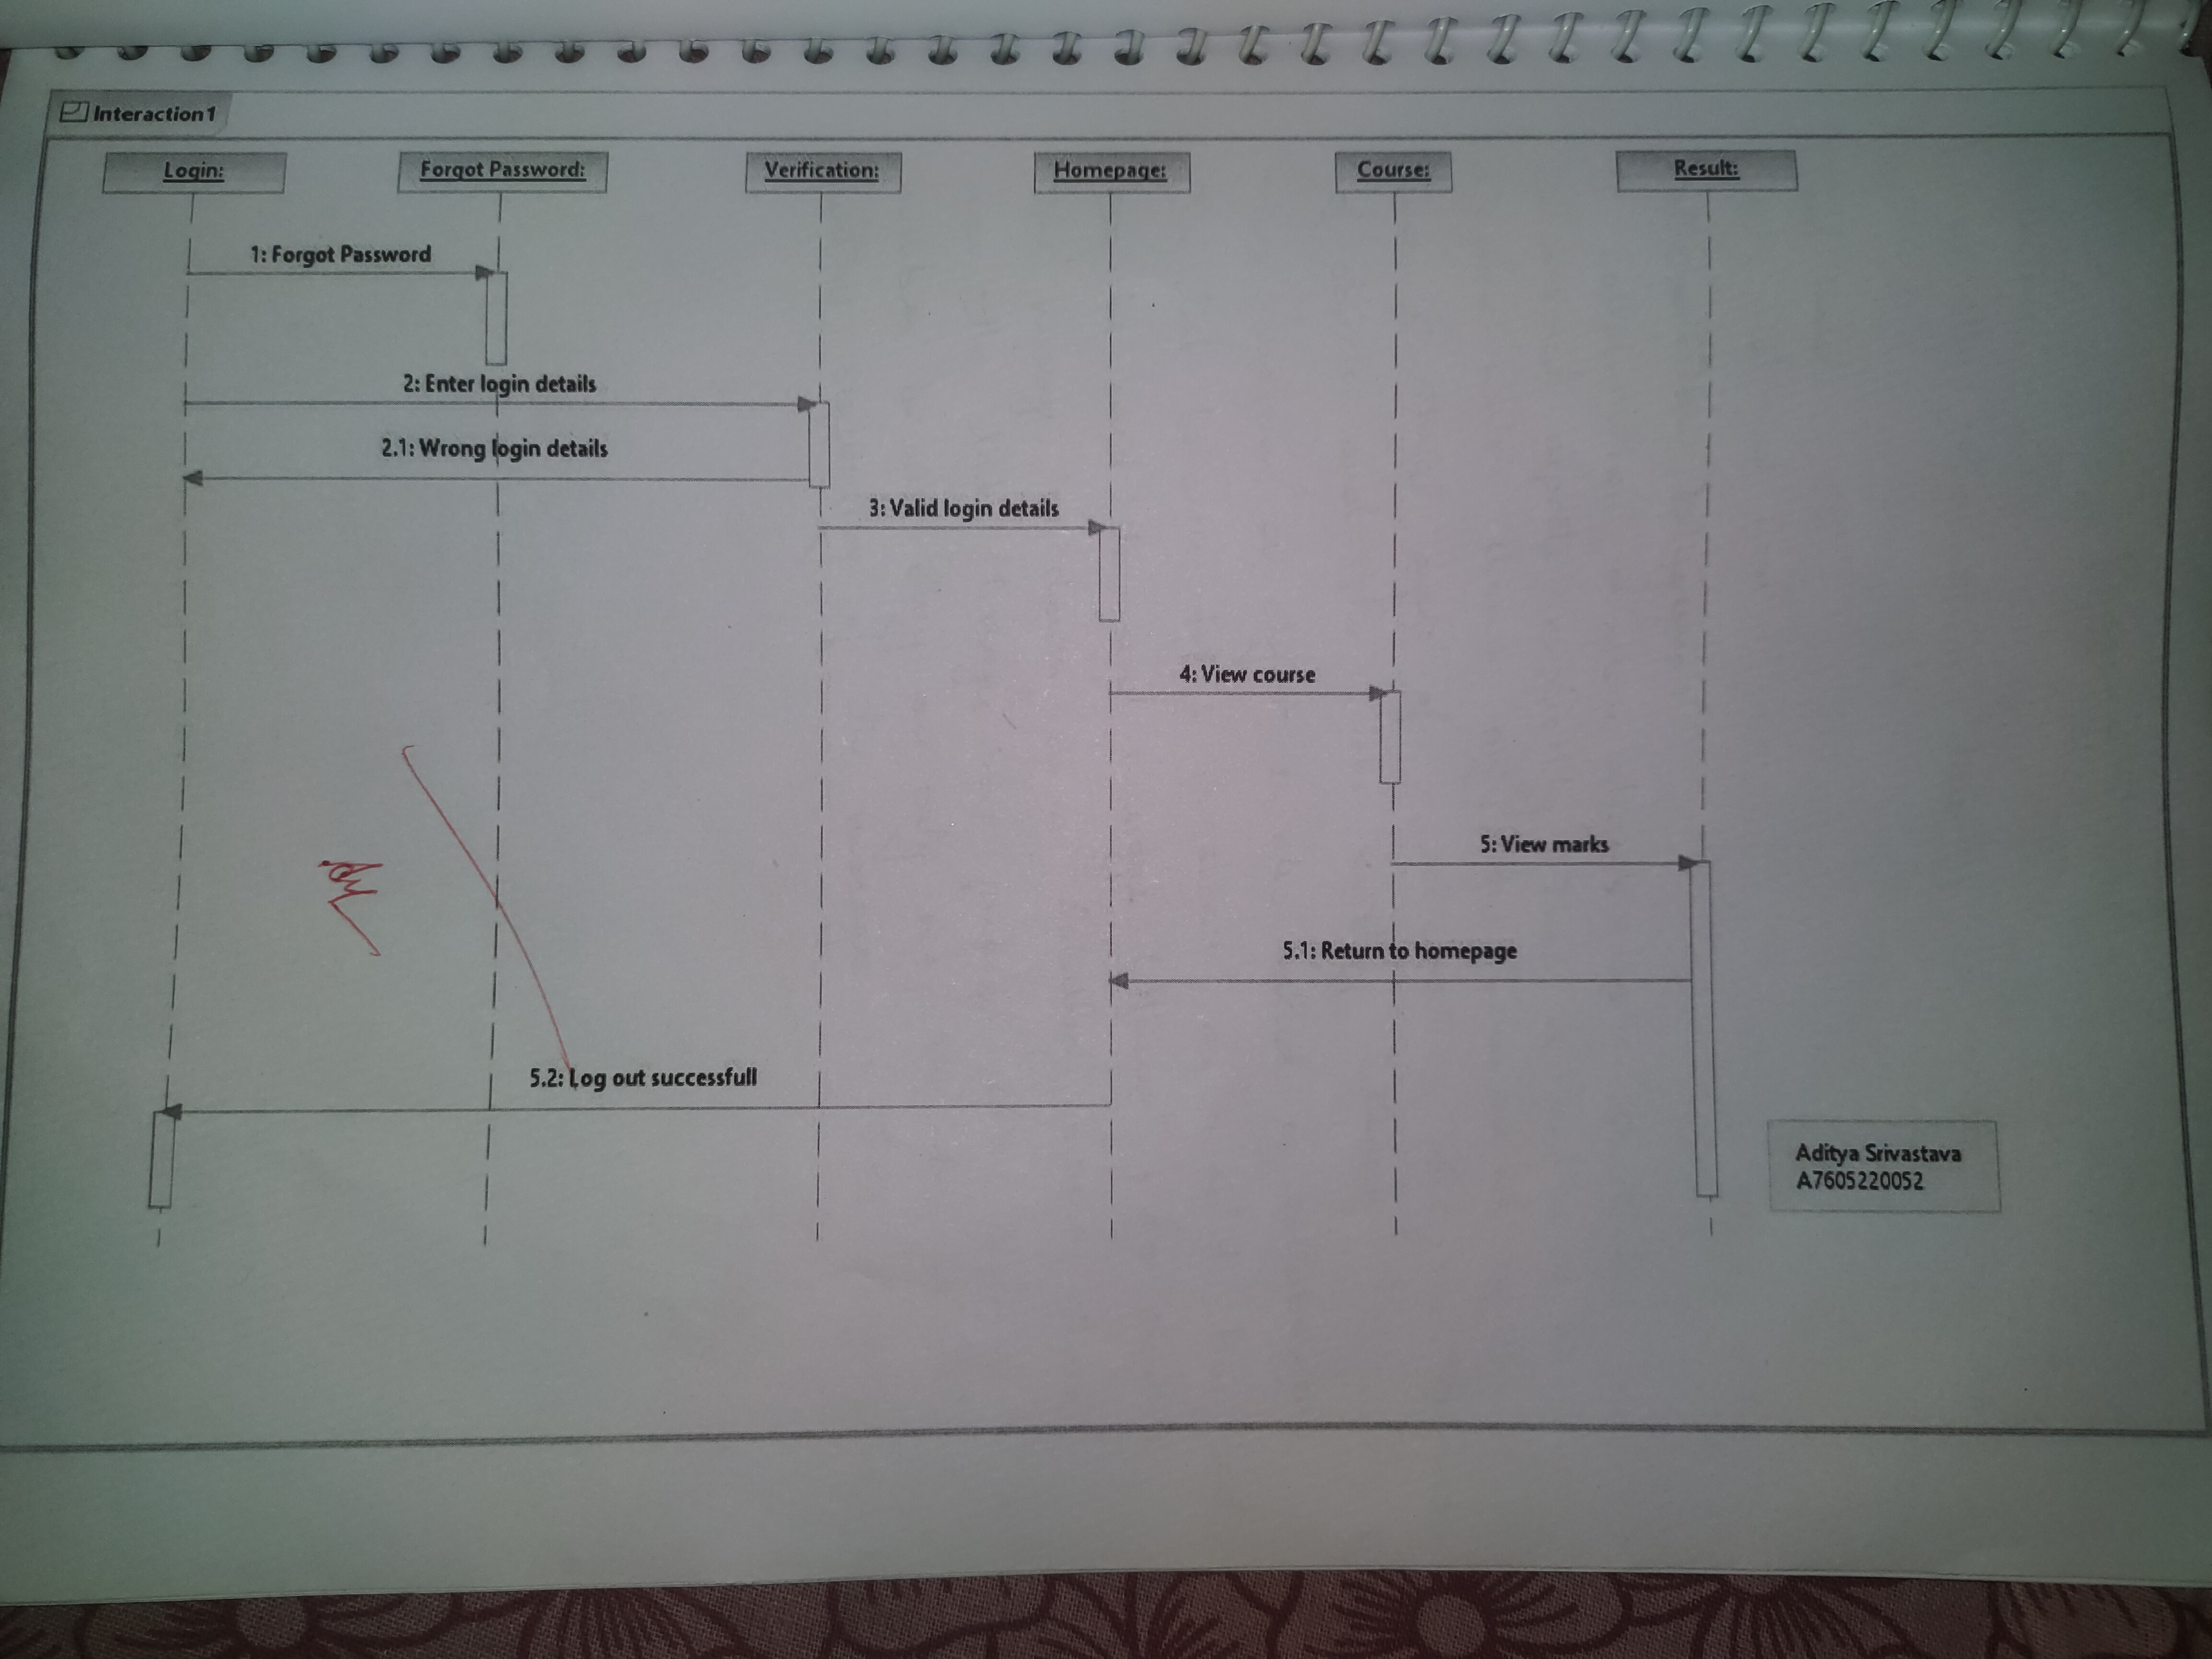 Interaction1
Login:
Forgot Password:
Verification:
Homepage:
Course:
Result:
1: Forgot Password
2: Enter login details
2.1: Wrong login details
3: Valid login details
4: View course
5: View marks
5.1: Return to homepage
5.2: Log out successfull
Aditya Srivastava
A7605220052